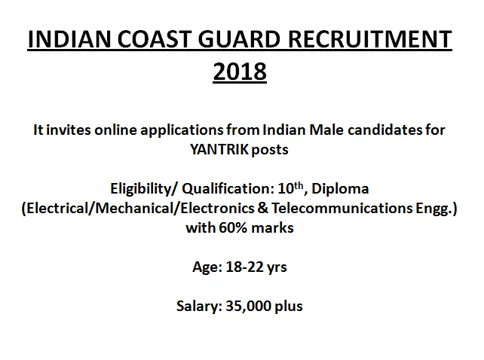 INDIAN COAST GUARD RECRUITMENT
2018
It invites online applications from Indian Male candidates for
YANTRIK posts
Eligibility/ Qualification: 10th, Diploma
(Electrical/Mechanical/Electronics & Telecommunications Engg.)
with 60% marks
Age: 18-22 yrs
Salary: 35,000 plus